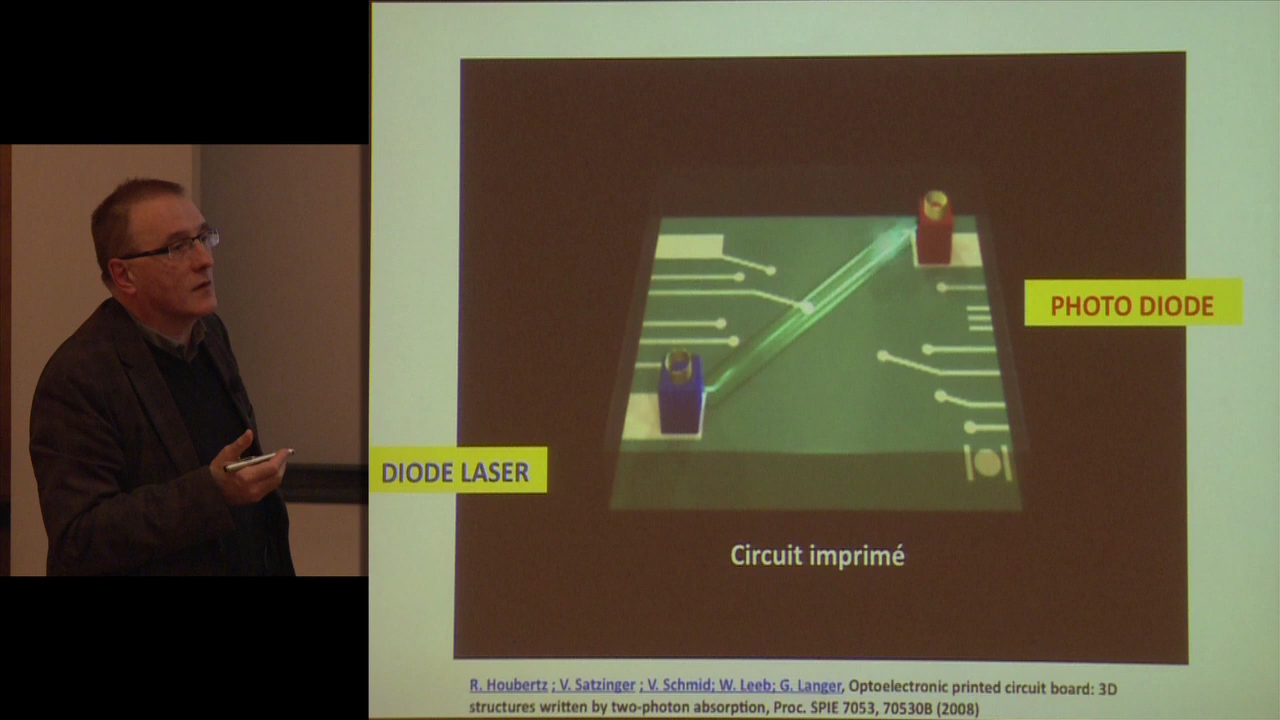 PHOTO DIODE
DIODE LASER
Circuit imprimé
R. Houbertz ; V. Satzinger ; V. Schmid; W. Leeb; G. Langer, Optoelectronic printed circuit board: 3D
structures written by two-photon absorption, Proc. SPIE 7053, 70530B (2008)